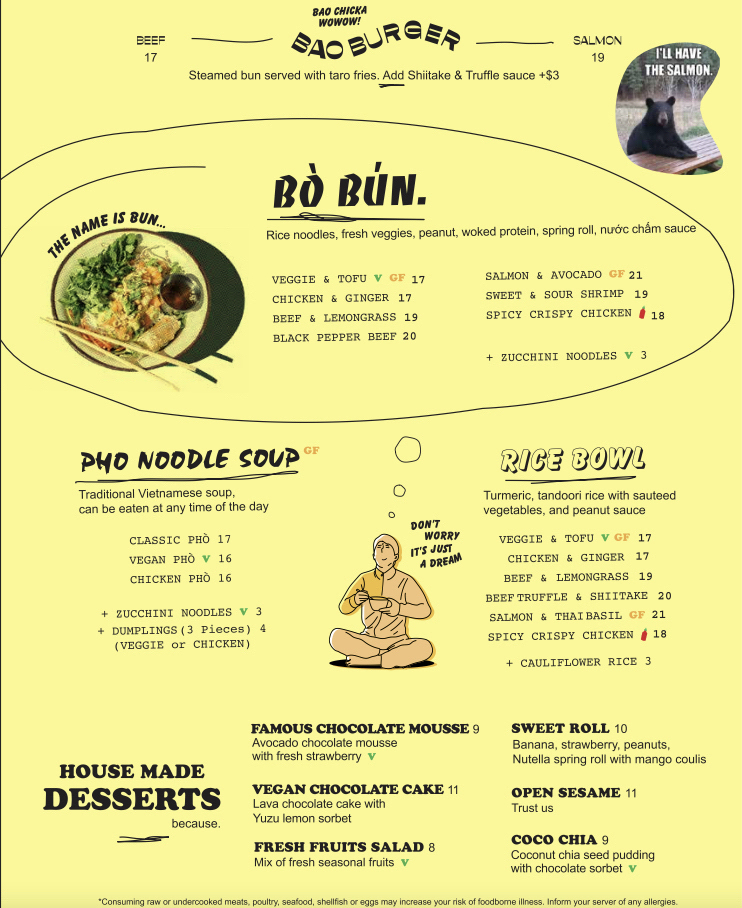 BAO CHICKA
WOWOW!
BAO BURGER
BEEF
17
SALMON
19
Steamed bun served with taro fries. Add Shiitake & Truffle sauce +$3
I'LL HAVE
THE SALMON.
BÒ BÚN.
THE NAME IS BUN...
Rice noodles, fresh veggies, peanut, woked protein, spring roll, nước chấm sauce
VEGGIE & TOFU V GF 17
CHICKEN & GINGER 17
BEEF & LEMONGRASS 19
BLACK PEPPER BEEF 20
SALMON & AVOCADO GF 21
SWEET & SOUR SHRIMP 19
SPICY CRISPY CHICKEN 18
+ ZUCCHINI NOODLES V 3
PHO NOODLE SOUP GF
Traditional Vietnamese soup,
can be eaten at any time of the day
CLASSIC PHÒ 17
VEGAN PHÒ V 16
CHICKEN PHÒ 16
+ ZUCCHINI NOODLES V 3
+ DUMPLINGS (3 Pieces) 4
(VEGGIE or CHICKEN)
DON'T
WORRY
IT'S JUST
A DREAM
RICE BOWL
Turmeric, tandoori rice with sauteed
vegetables, and peanut sauce
VEGGIE & TOFU V GF 17
CHICKEN & GINGER 17
BEEF & LEMONGRASS 19
BEEF TRUFFLE & SHIITAKE 20
SALMON & THAI BASIL GF 21
SPICY CRISPY CHICKEN 18
+ CAULIFLOWER RICE 3
HOUSE MADE
DESSERTS
because.
FAMOUS CHOCOLATE MOUSSE 9
Avocado chocolate mousse
with fresh strawberry V
VEGAN CHOCOLATE CAKE 11
Lava chocolate cake with
Yuzu lemon sorbet
FRESH FRUITS SALAD 8
Mix of fresh seasonal fruits V
SWEET ROLL 10
Banana, strawberry, peanuts,
Nutella spring roll with mango coulis
OPEN SESAME 11
Trust us
COCO CHIA 9
Coconut chia seed pudding
with chocolate sorbet V
*Consuming raw or undercooked meats, poultry, seafood, shellfish or eggs may increase your risk of foodborne illness. Inform your server of any allergies.